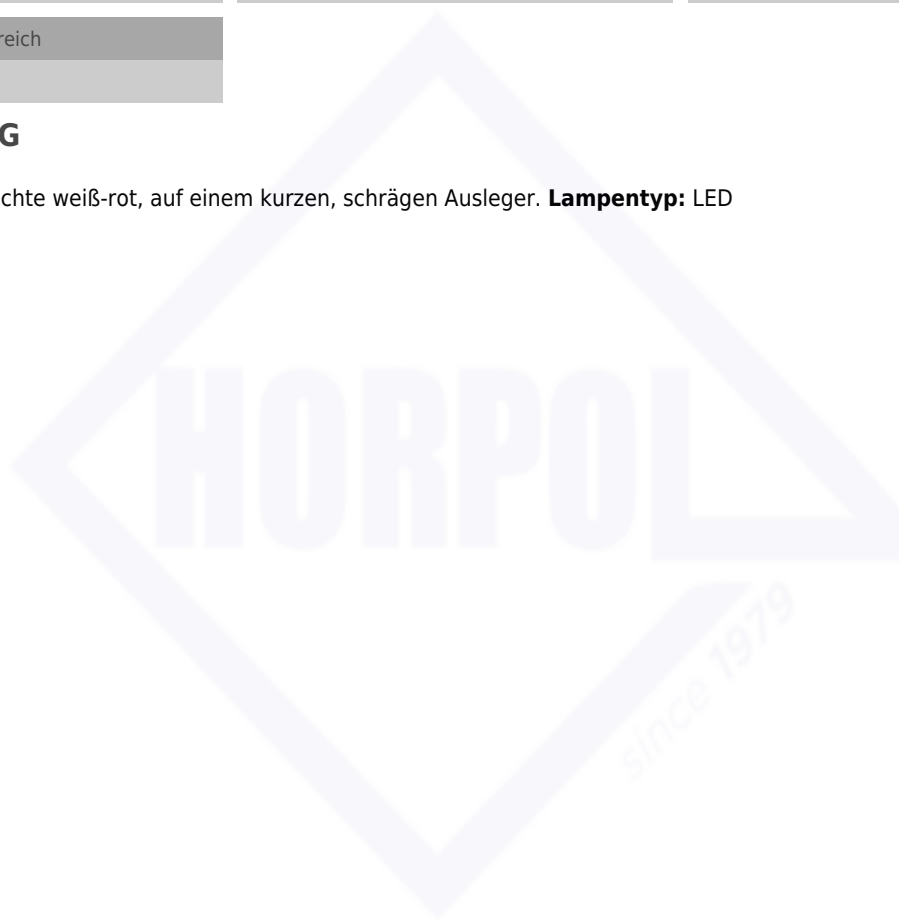 reich
G
chte weiß-rot, auf einem kurzen, schrägen Ausleger. Lampentyp: LED
HORPOL
since 1979